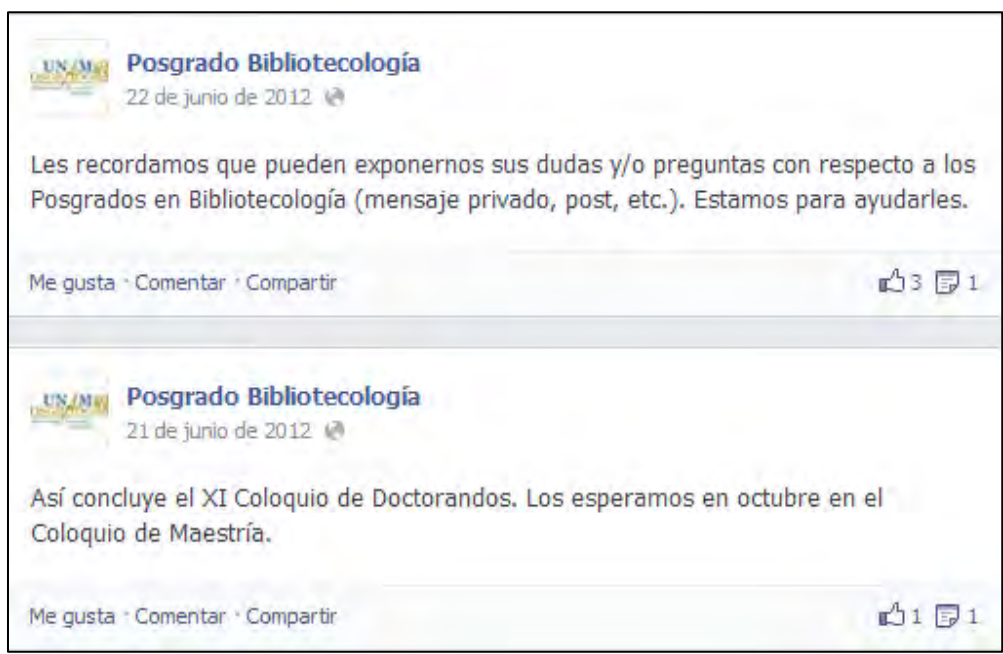 Posgrado Bibliotecología
22 de junio de 2012
Les recordamos que pueden exponernos sus dudas y/o preguntas con respecto a los
Posgrados en Bibliotecología (mensaje privado, post, etc.). Estamos para ayudarles.
Me gusta · Comentar · Compartir 3 1
Posgrado Bibliotecología
21 de junio de 2012
Así concluye el XI Coloquio de Doctorandos. Los esperamos en octubre en el
Coloquio de Maestría.
Me gusta · Comentar · Compartir 1 1